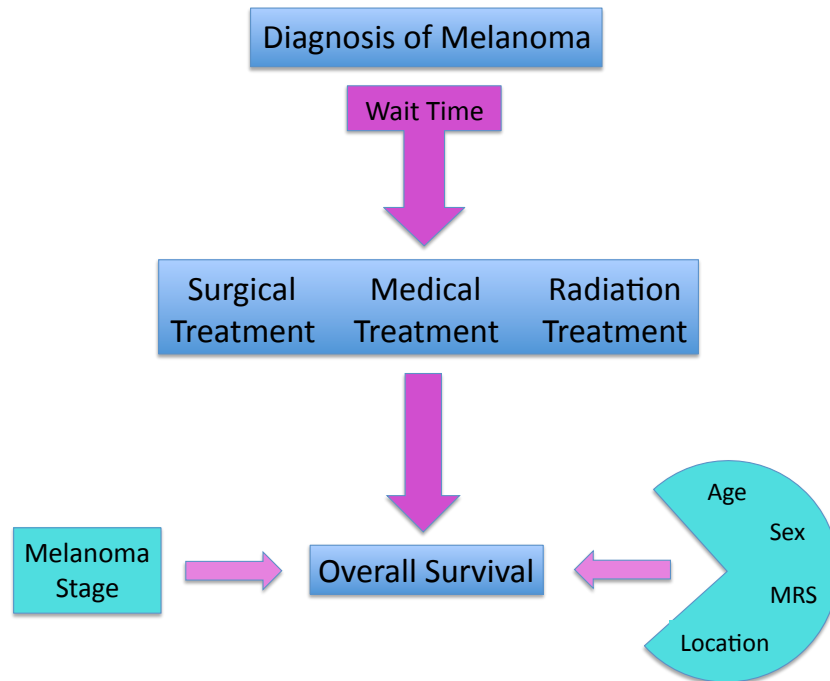 Diagnosis of Melanoma
Wait Time
Surgical Treatment
Medical Treatment
Radiation Treatment
Melanoma
Stage
Overall Survival
Age
Sex
MRS
Location